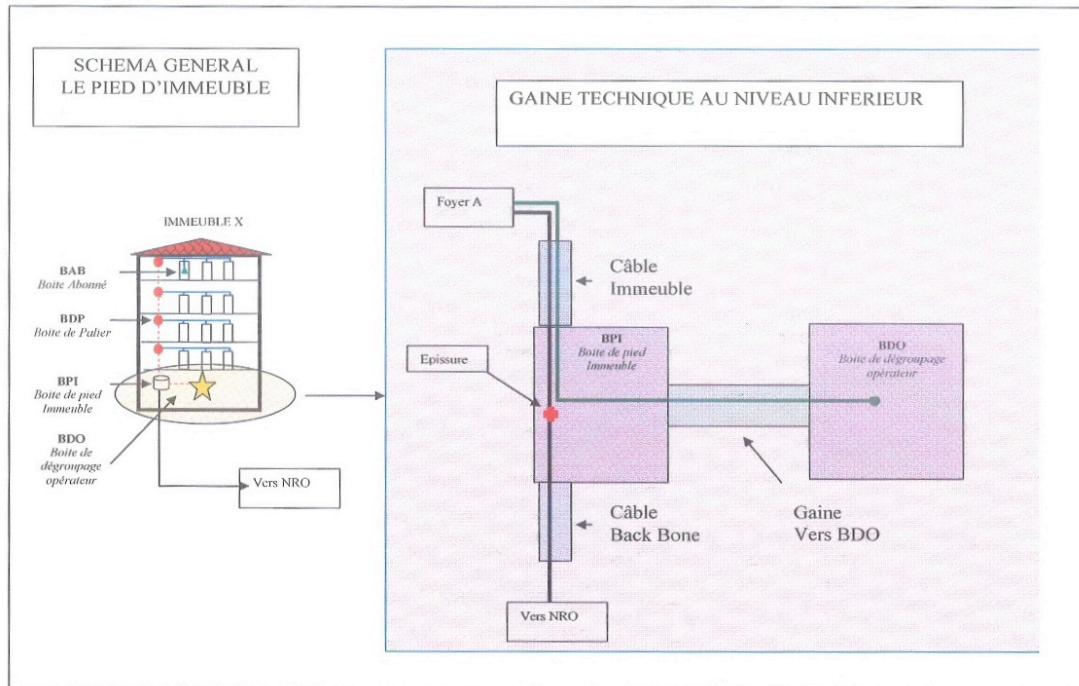 SCHEMA GENERAL
LE PIED D'IMMEUBLE
IMMEUBLE X
BAB
Boite Abonné
BDP
Boite de Palier
BPI
Boite de pied
Immeuble
BDO
Boite de
dégroupage
opérateur
Vers NRO
GAINE TECHNIQUE AU NIVEAU INFERIEUR
Foyer A
Câble
Immeuble
Epissure
BPI
Boite de pied
Immeuble
BDO
Boite de dégroupage
opérateur
Câble
Back Bone
Gaine
Vers BDO
Vers NRO